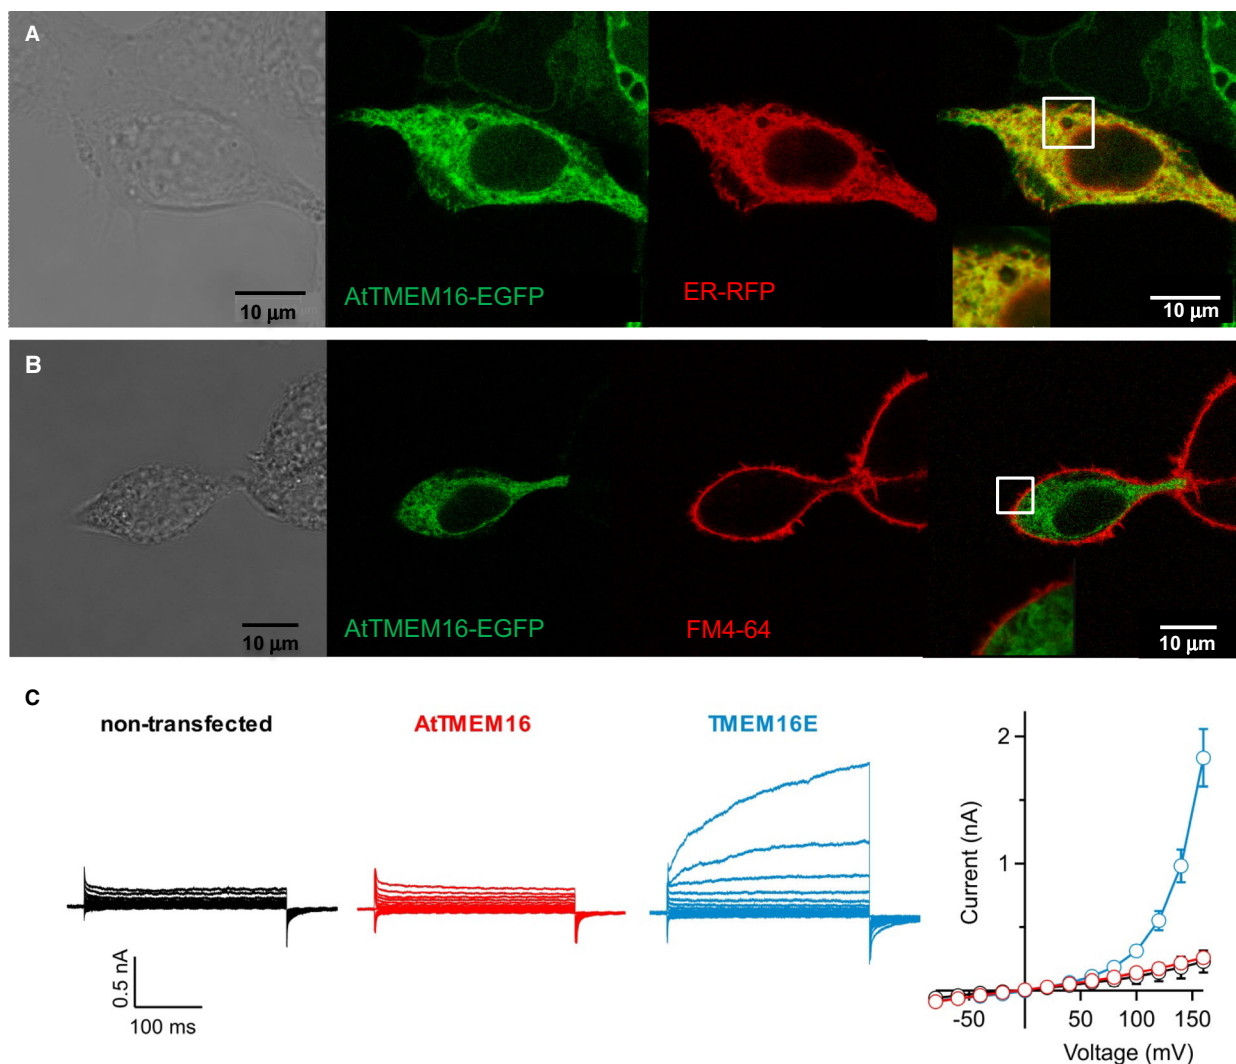 A
10 μm
AtTMEM16-EGFP
ER-RFP
10 μm
B
10 μm
AtTMEM16-EGFP
FM4-64
10 μm
C
non-transfected
AtTMEM16
TMEM16E
0.5 nA
100 ms
Current (nA)
2
1
-50
50
100
150
Voltage (mV)